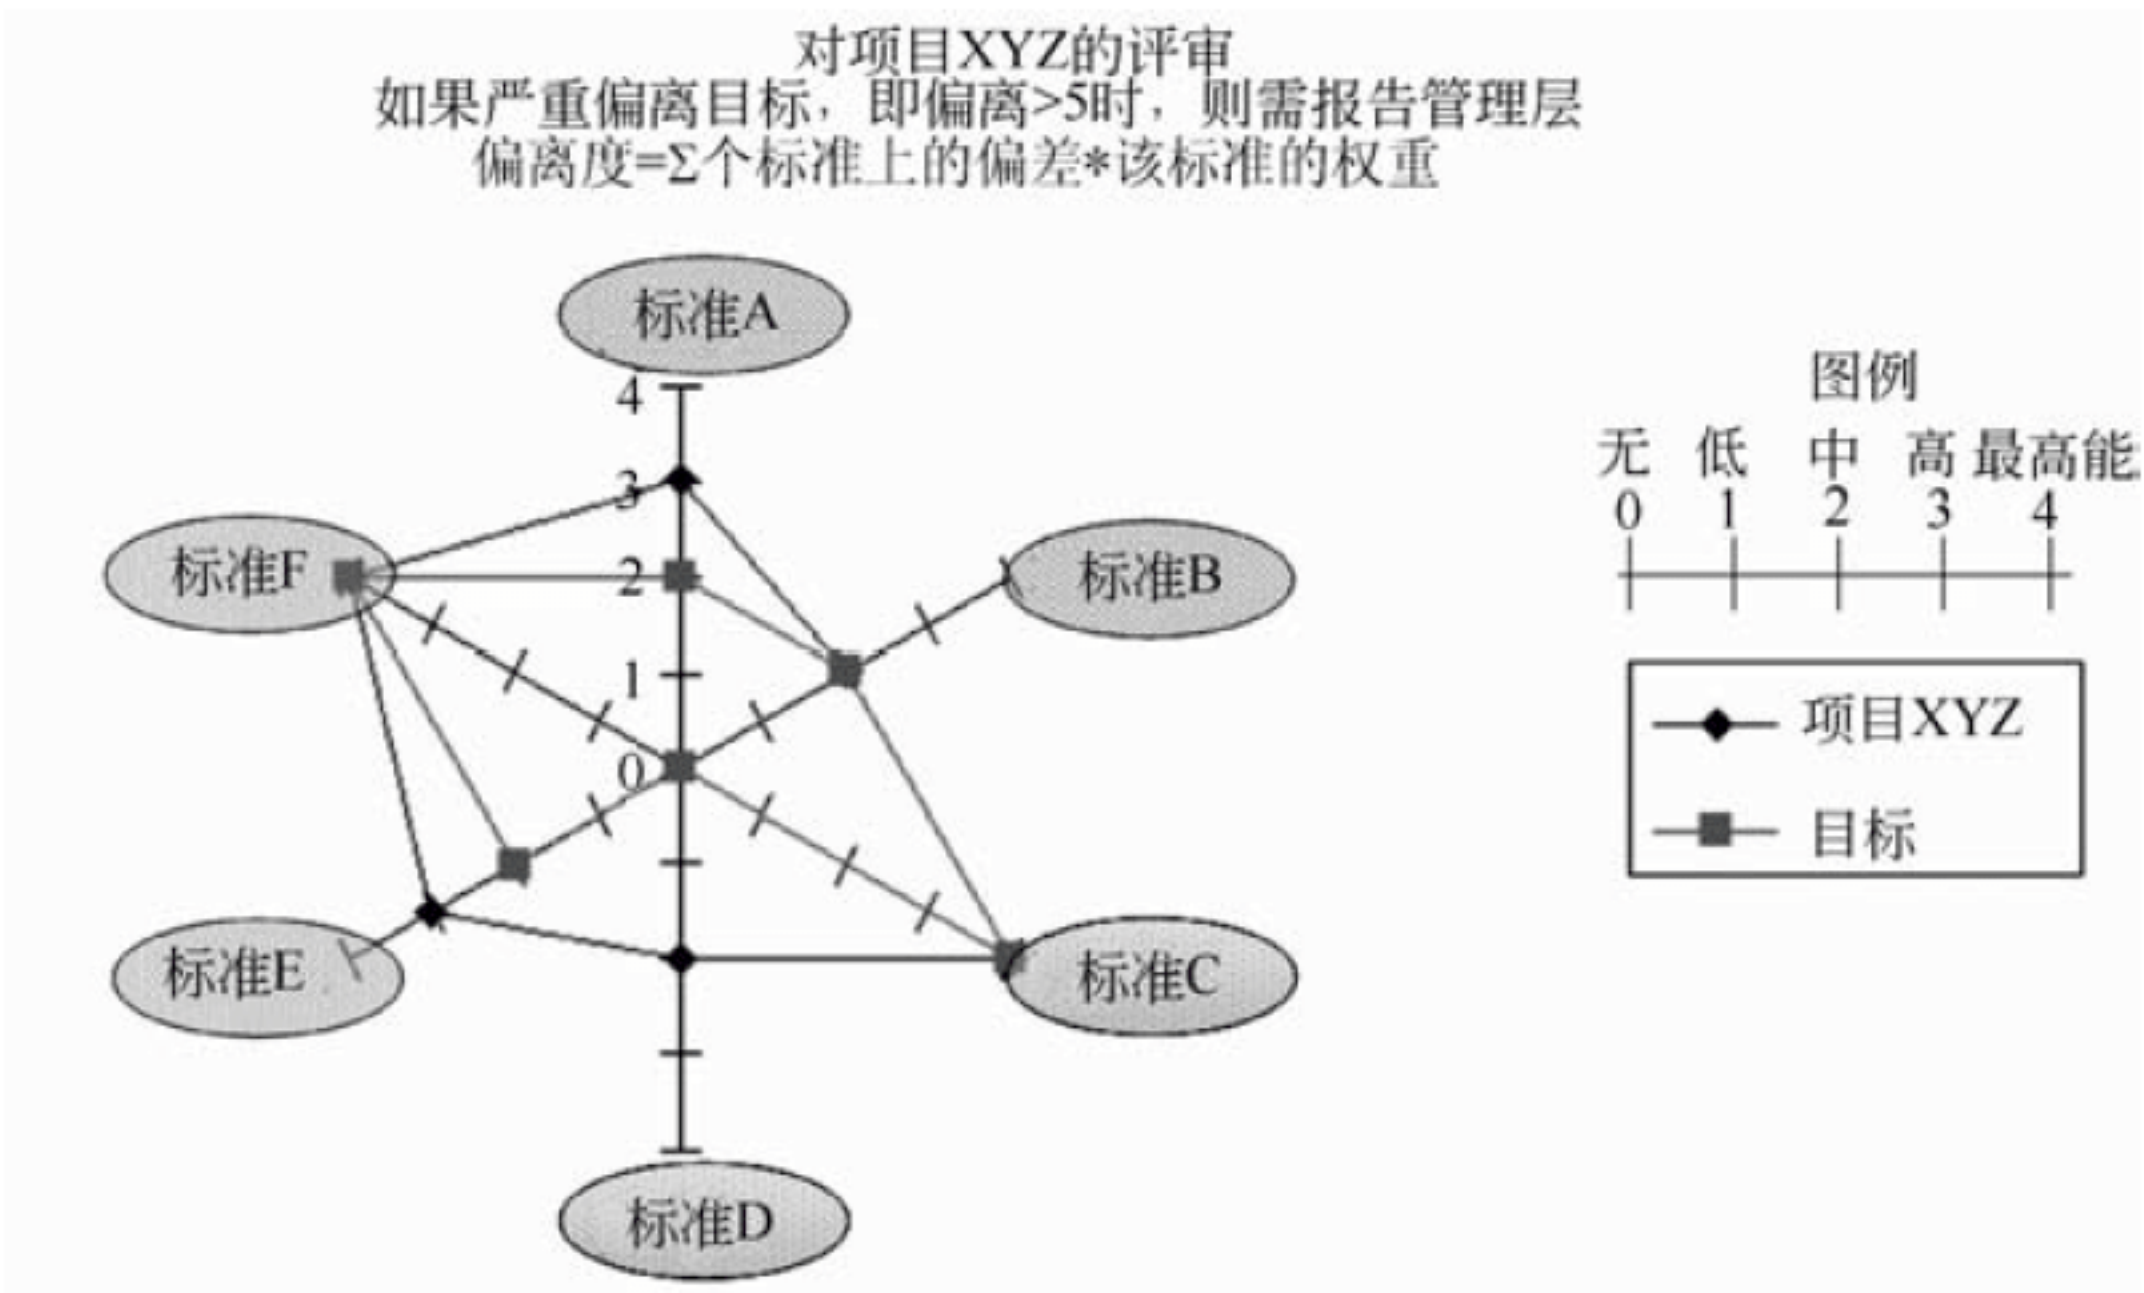 对项目XYZ的评审
如果严重偏离目标，即偏离>5时，则需报告管理层
偏离度=Σ个标准上的偏差*该标准的权重
标准A
4
3
2
1
0
标准F
标准B
标准E
标准C
标准D
图例
无 低 中 高 最高能
0 1 2 3 4
项目XYZ
目标